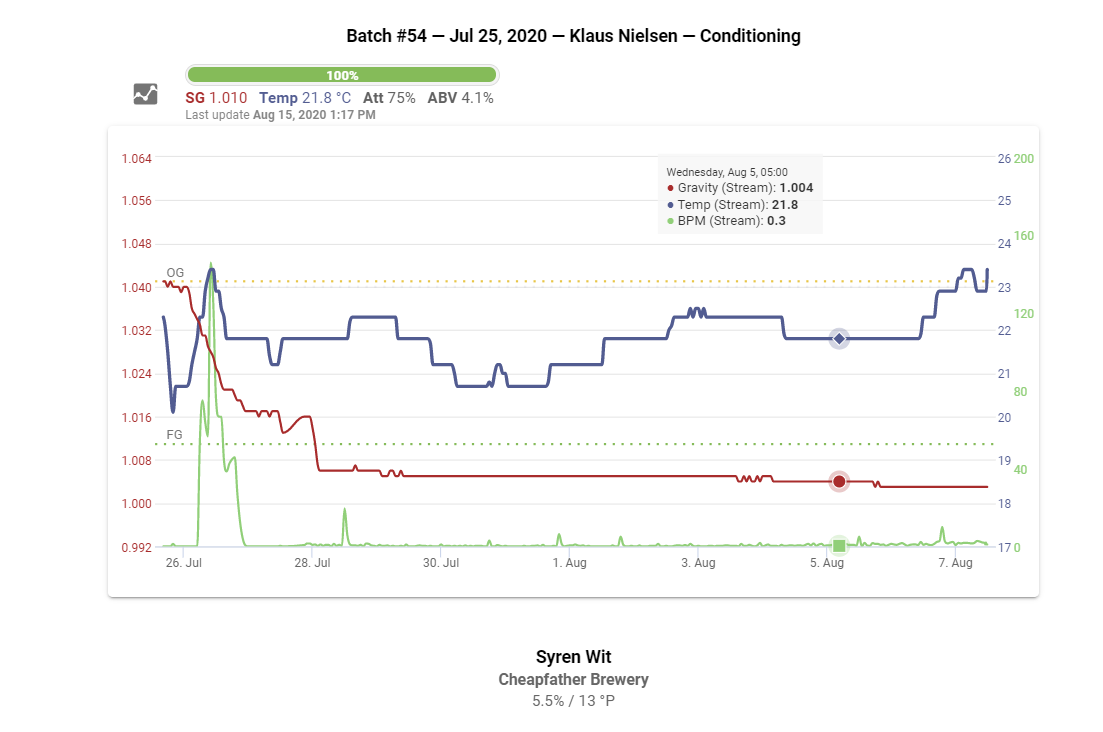 Batch #54 — Jul 25, 2020 — Klaus Nielsen — Conditioning
100%
SG 1.010 Temp 21.8 °C Att 75% ABV 4.1%
Last update Aug 15, 2020 1:17 PM
1.064
1.056
1.048
1.040
1.032
1.024
1.016
1.008
1.000
0.992
OG
FG
Wednesday, Aug 5, 05:00
● Gravity (Stream): 1.004
● Temp (Stream): 21.8
● BPM (Stream): 0.3
26
25
24
23
22
21
20
19
18
17
200
160
120
80
40
0
26. Jul 28. Jul 30. Jul 1. Aug 3. Aug 5. Aug 7. Aug
Syren Wit
Cheapfather Brewery
5.5% / 13 °P